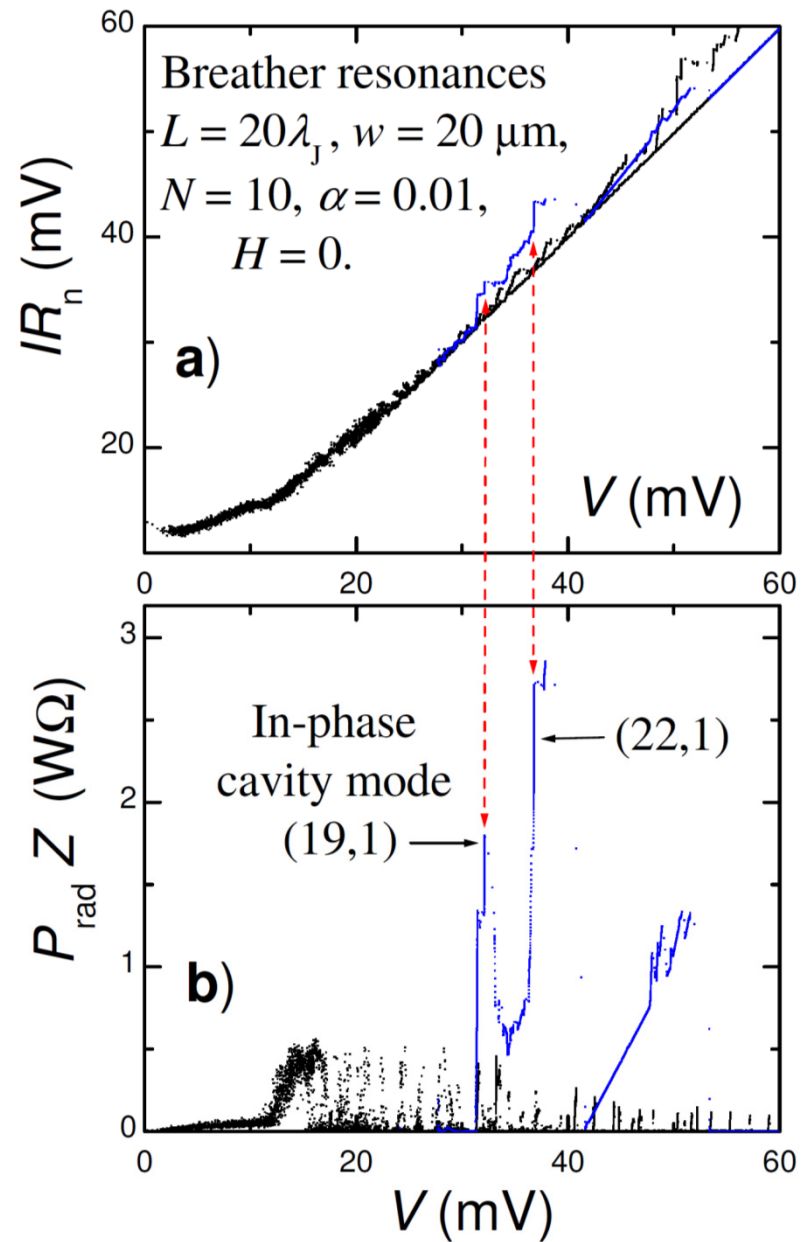 60
Breather resonances
L = 20λJ, w = 20 μm,
N = 10, α = 0.01,
H = 0.
IRn (mV)
40
a)
20
V (mV)
0 20 40 60
3
PradZ (WΩ)
In-phase
cavity mode
(19,1)
(22,1)
2
1
b)
0
0 20 40 60
V (mV)